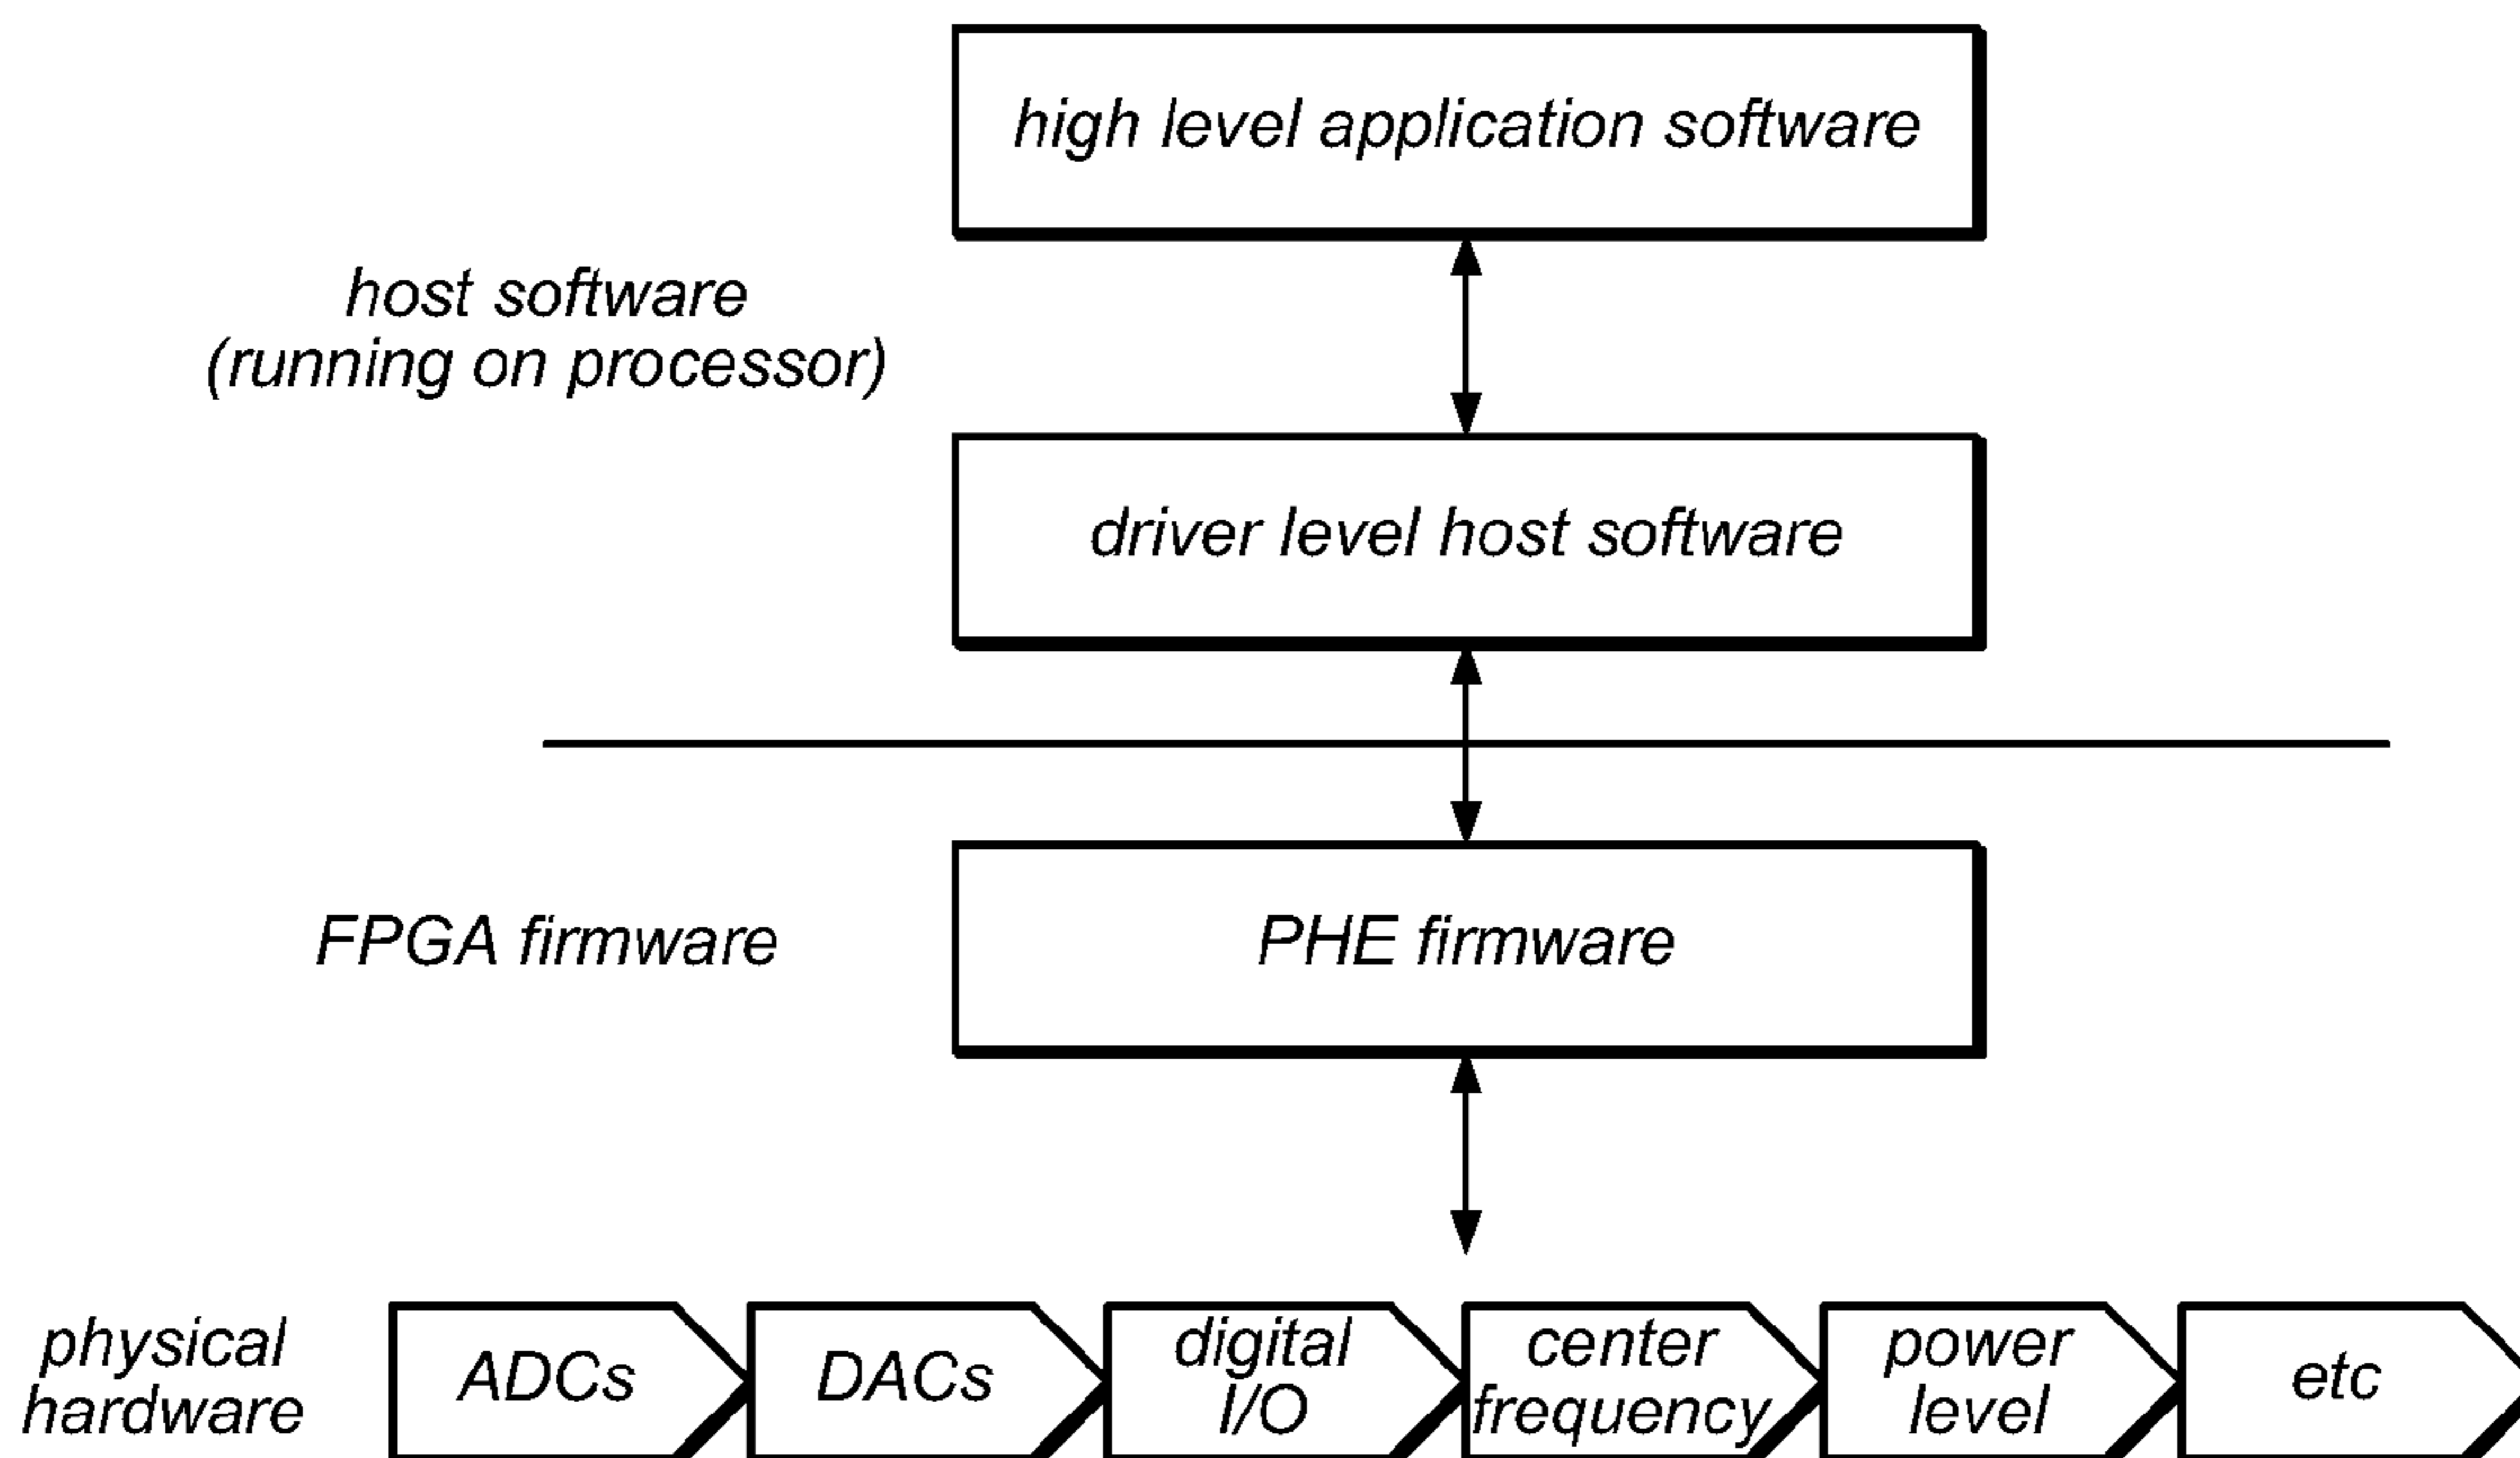 high level application software
host software
(running on processor)
driver level host software
FPGA firmware
PHE firmware
physical
hardware
ADCs
DACs
digital
I/O
center
frequency
power
level
etc